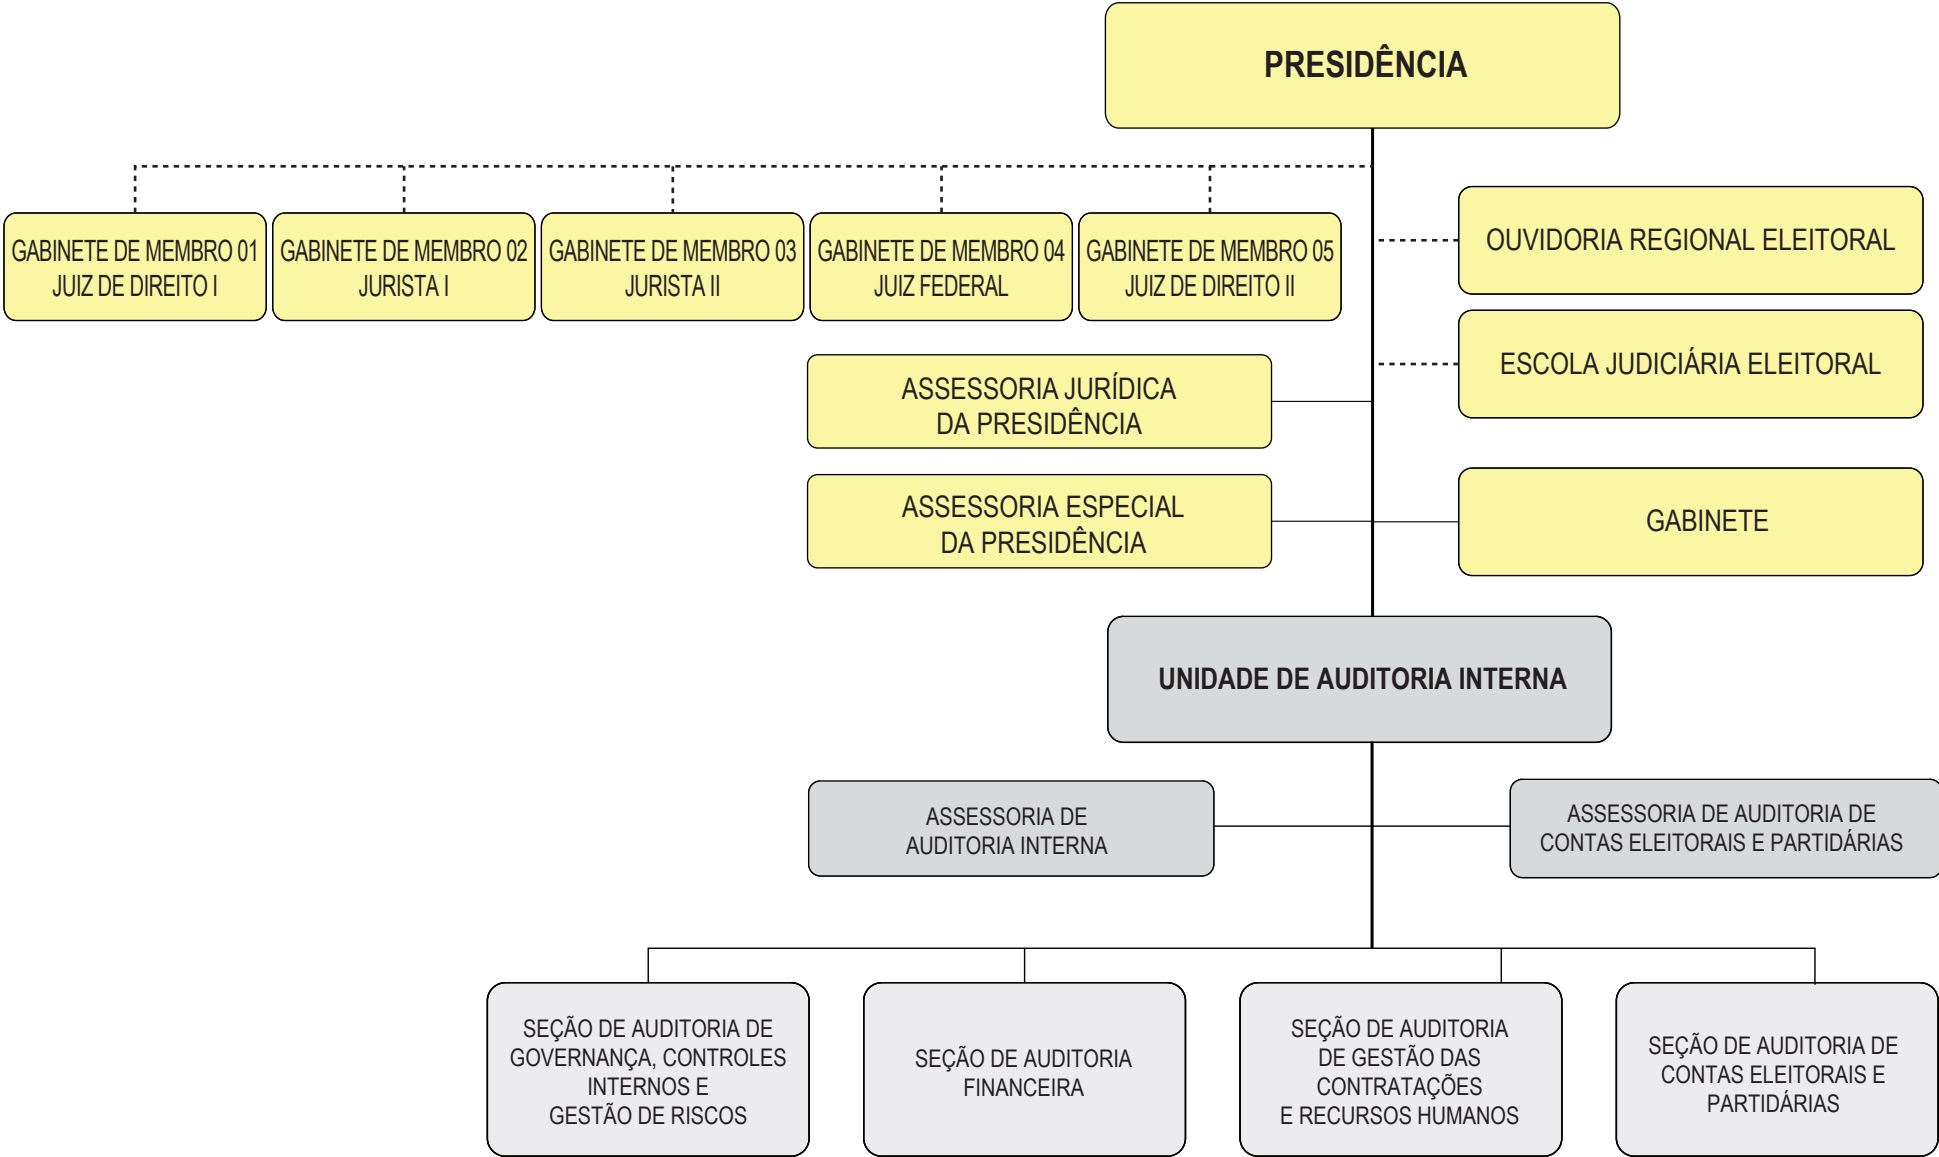 PRESIDÊNCIA
GABINETE DE MEMBRO 01
JUIZ DE DIREITO I
GABINETE DE MEMBRO 02
JURISTA I
GABINETE DE MEMBRO 03
JURISTA II
GABINETE DE MEMBRO 04
JUIZ FEDERAL
GABINETE DE MEMBRO 05
JUIZ DE DIREITO II
OUVIDORIA REGIONAL ELEITORAL
ESCOLA JUDICIÁRIA ELEITORAL
ASSESSORIA JURÍDICA
DA PRESIDÊNCIA
ASSESSORIA ESPECIAL
DA PRESIDÊNCIA
GABINETE
UNIDADE DE AUDITORIA INTERNA
ASSESSORIA DE
AUDITORIA INTERNA
ASSESSORIA DE AUDITORIA DE
CONTAS ELEITORAIS E PARTIDÁRIAS
SEÇÃO DE AUDITORIA DE
GOVERNANÇA, CONTROLES
INTERNOS E
GESTÃO DE RISCOS
SEÇÃO DE AUDITORIA
FINANCEIRA
SEÇÃO DE AUDITORIA
DE GESTÃO DAS
CONTRATAÇÕES
E RECURSOS HUMANOS
SEÇÃO DE AUDITORIA DE
CONTAS ELEITORAIS E
PARTIDÁRIAS